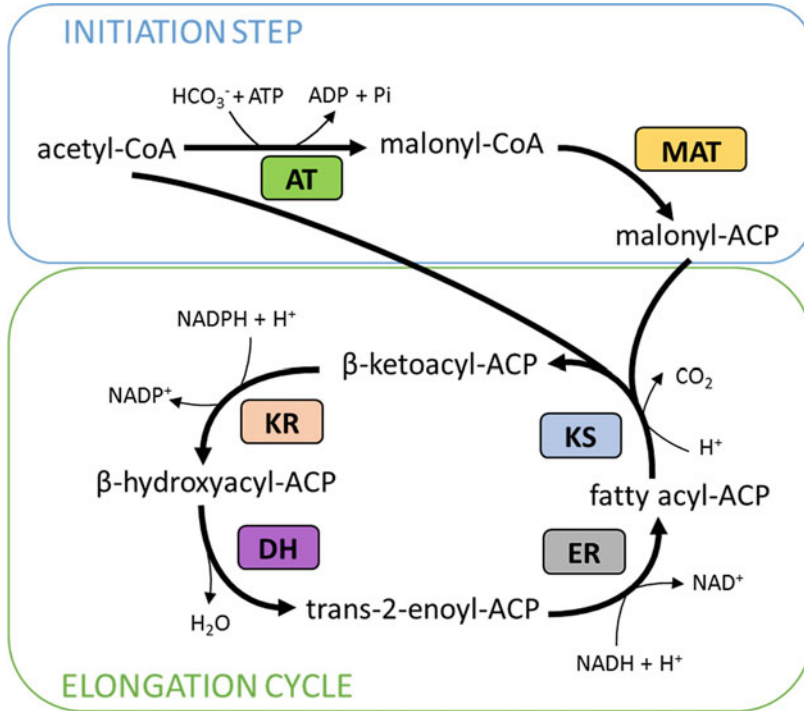 INITIATION STEP
HCO₃⁻ + ATP
ADP + Pi
acetyl-CoA
malonyl-CoA
AT
MAT
malonyl-ACP
NADPH + H⁺
β-ketoacyl-ACP
CO₂
NADP⁺
KR
KS
H⁺
β-hydroxyacyl-ACP
fatty acyl-ACP
DH
ER
NAD⁺
trans-2-enoyl-ACP
H₂O
NADH + H⁺
ELONGATION CYCLE